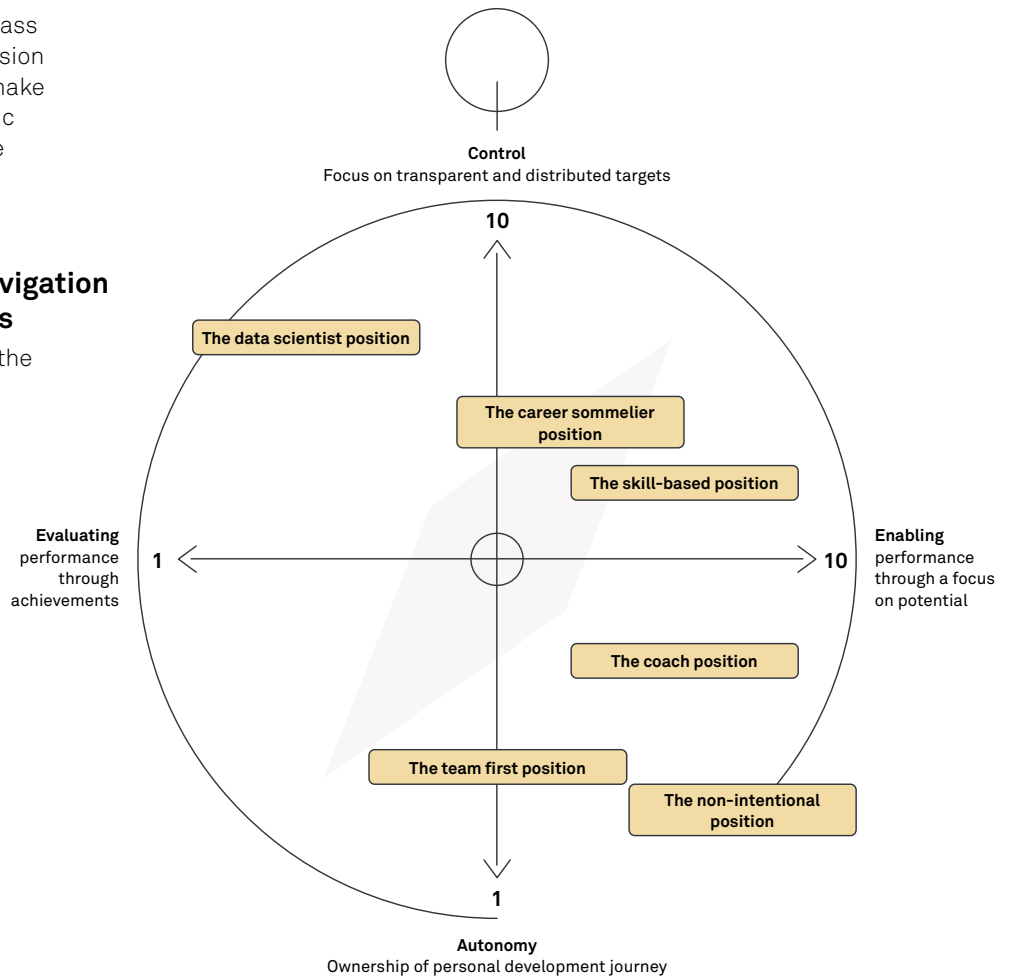 ass
sion
nake
c
e
vigation
s
the
Control
Focus on transparent and distributed targets
10
The data scientist position
The career sommelier
position
The skill-based position
Evaluating
performance
through
achievements
1
10
Enabling
performance
through a focus
on potential
The coach position
The team first position
The non-intentional
position
1
Autonomy
Ownership of personal development journey